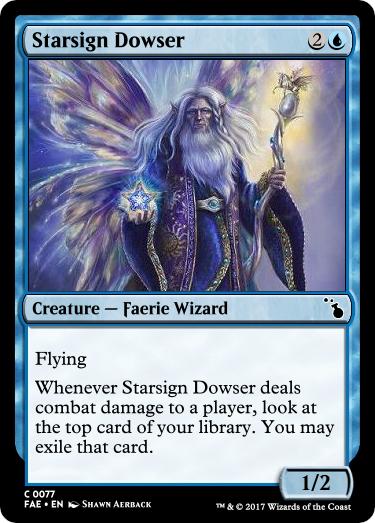 Starsign Dowser 2
Creature — Faerie Wizard
Flying
Whenever Starsign Dowser deals
combat damage to a player, look at
the top card of your library. You may
exile that card.
1/2
C 0077
FAE • EN Shawn Aerback
™ & © 2017 Wizards of the Coast